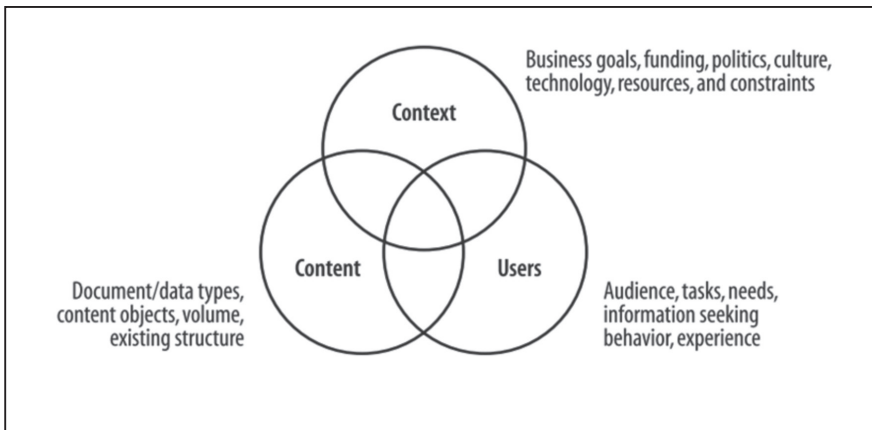 Business goals, funding, politics, culture,
technology, resources, and constraints
Context
Content
Users
Document/data types,
content objects, volume,
existing structure
Audience, tasks, needs,
information seeking
behavior, experience